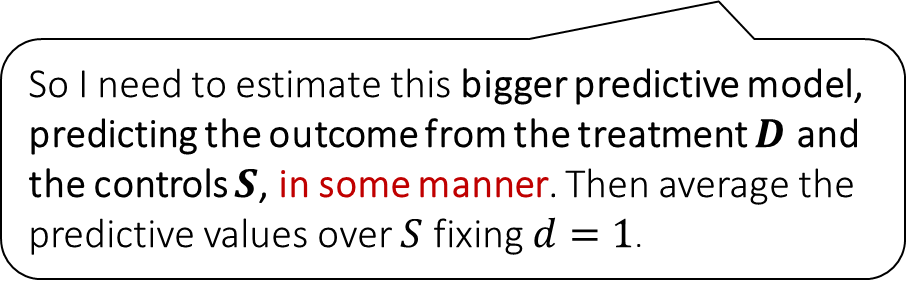 So I need to estimate this bigger predictive model,
predicting the outcome from the treatment D and
the controls S, in some manner. Then average the
predictive values over S fixing d = 1.